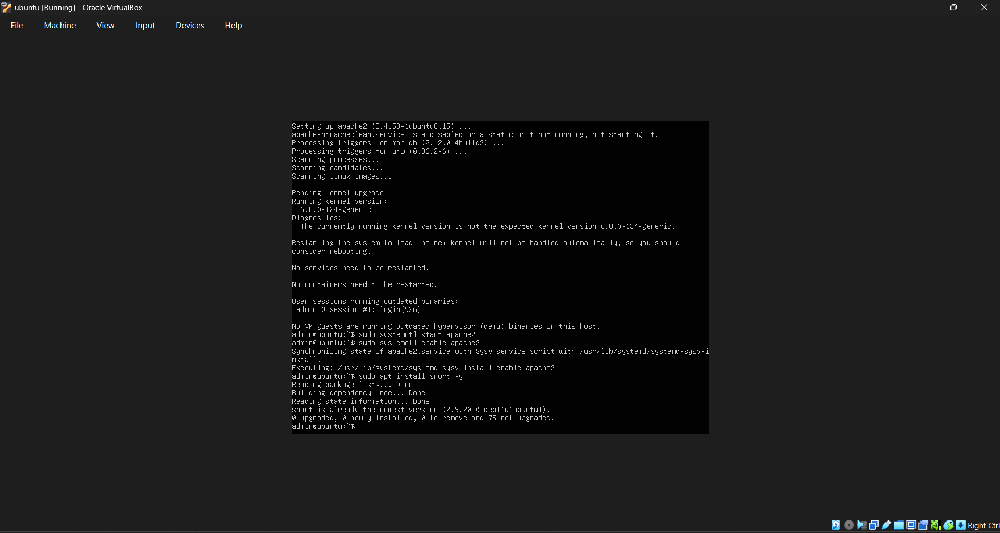 ubuntu [Running] - Oracle VirtualBox
File Machine View Input Devices Help
Setting up apache2 (2.4.58-1ubuntu8.15) ...
apache-htcacheclean.service is a disabled or a static unit not running, not starting it.
Processing triggers for man-db (2.12.0-4build2) ...
Processing triggers for ufw (0.36.2-6) ...
Scanning processes...
Scanning candidates...
Scanning linux images...
Pending kernel upgrade!
Running kernel version:
6.8.0-124-generic
Diagnostics:
The currently running kernel version is not the expected kernel version 6.8.0-134-generic.
Restarting the system to load the new kernel will not be handled automatically, so you should
consider rebooting.
No services need to be restarted.
No containers need to be restarted.
User sessions running outdated binaries:
admin @ session #1: login[926]
No VM guests are running outdated hypervisor (qemu) binaries on this host.
admin@ubuntu:~$ sudo systemctl start apache2
admin@ubuntu:~$ sudo systemctl enable apache2
Synchronizing state of apache2.service with SysV service script with /usr/lib/systemd/systemd-sysv-i
nstall.
Executing: /usr/lib/systemd/systemd-sysv-install enable apache2
admin@ubuntu:~$ sudo apt install snort -y
Reading package lists... Done
Building dependency tree... Done
Reading state information... Done
snort is already the newest version (2.9.20-0+deb11u1ubuntu1).
0 upgraded, 0 newly installed, 0 to remove and 75 not upgraded.
admin@ubuntu:~$
Right Ctrl